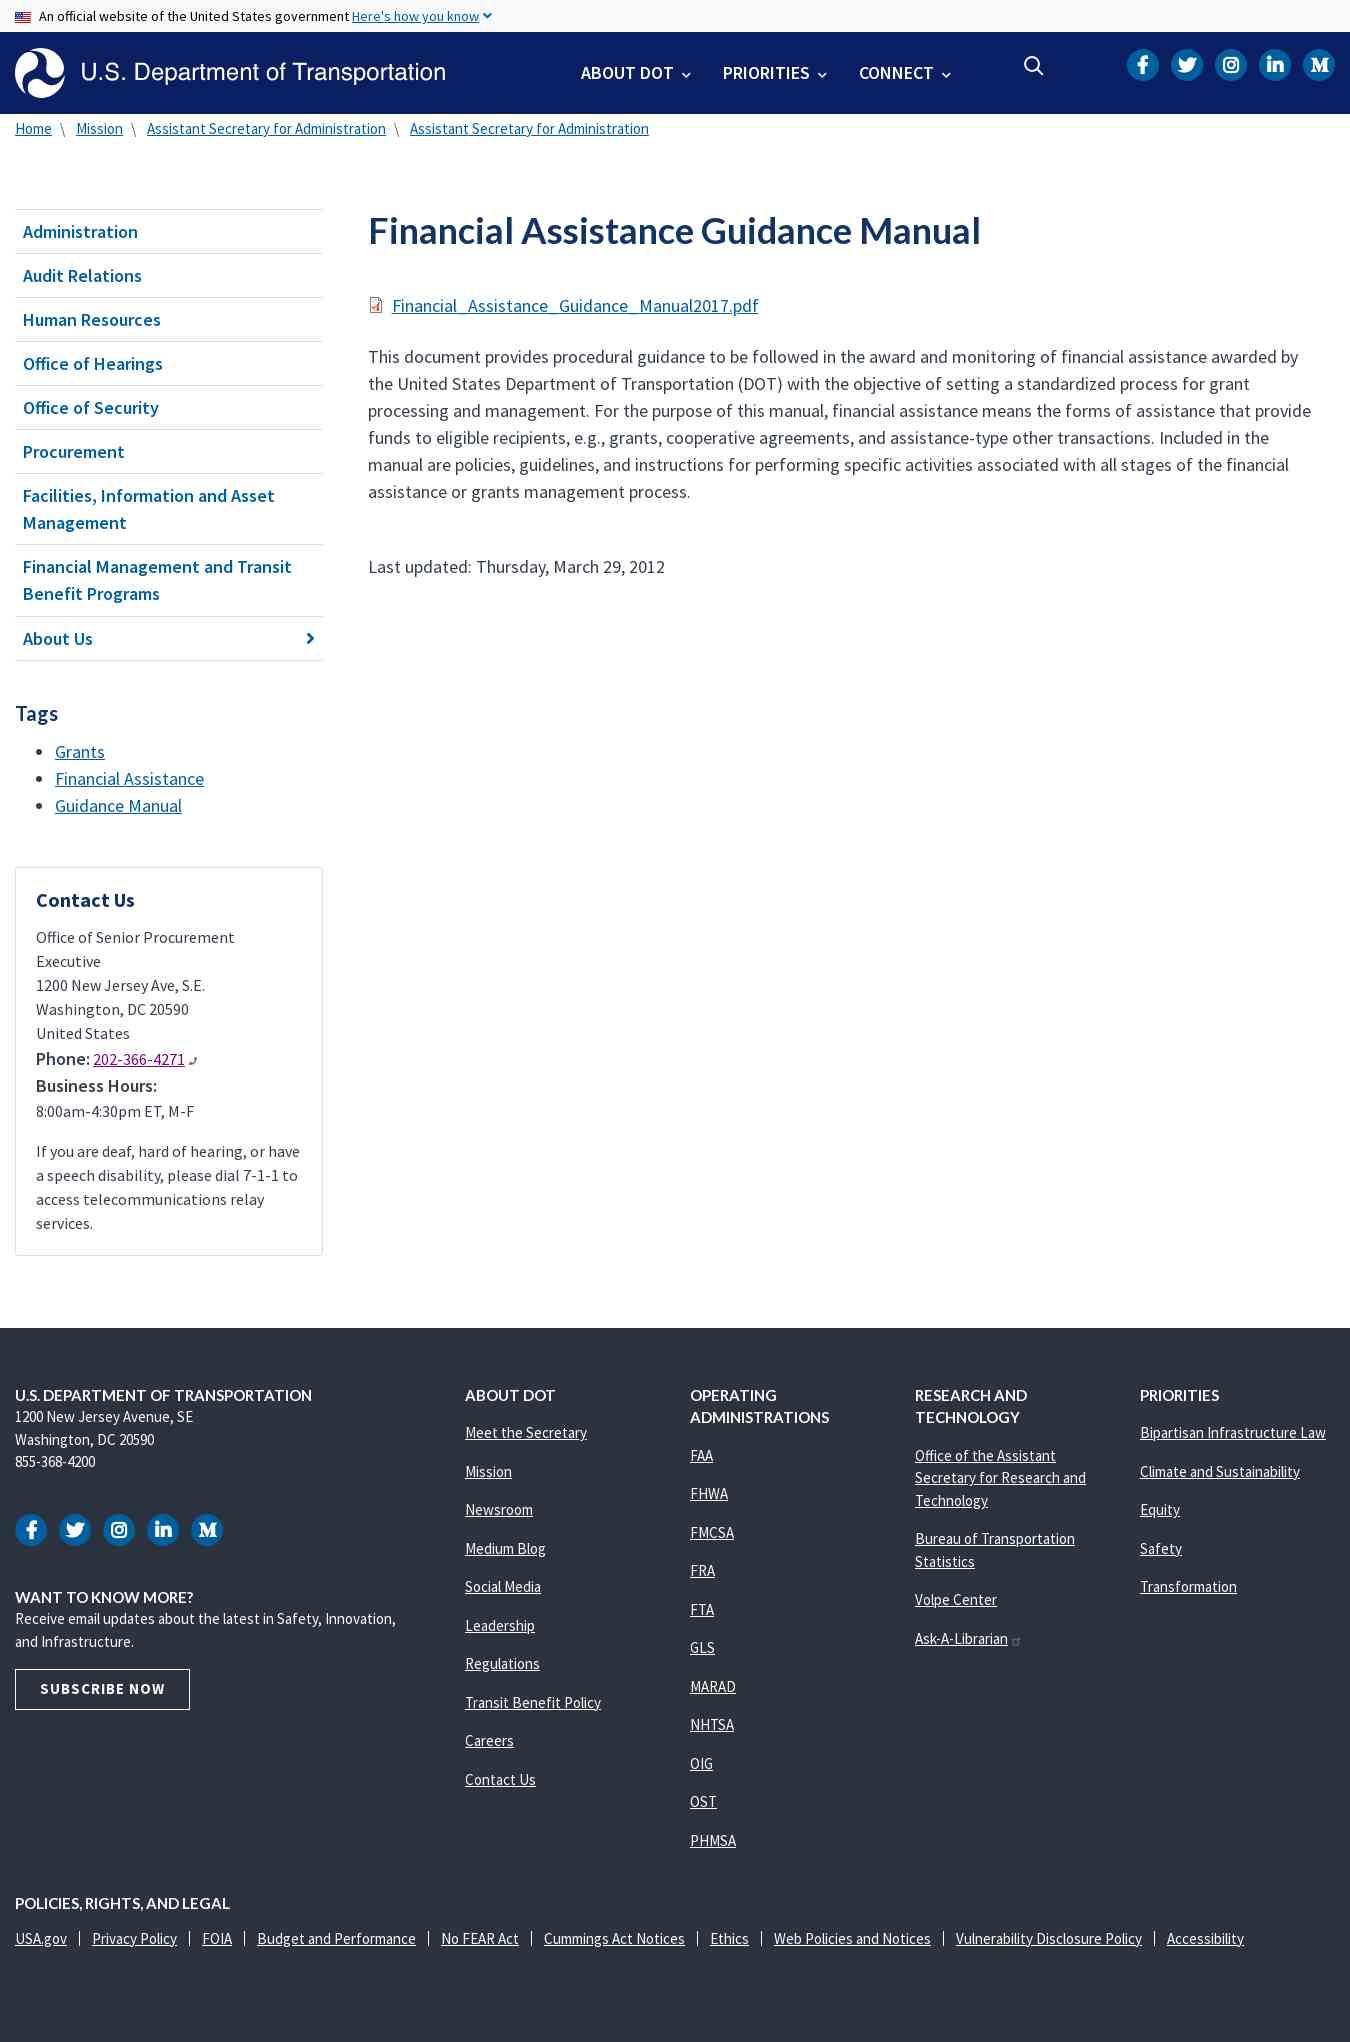 An official website of the United States government Here's how you know
U.S. Department of Transportation
ABOUT DOT
PRIORITIES
CONNECT
Home \ Mission \ Assistant Secretary for Administration \ Assistant Secretary for Administration
Administration
Audit Relations
Human Resources
Office of Hearings
Office of Security
Procurement
Facilities, Information and Asset
Management
Financial Management and Transit
Benefit Programs
About Us
Tags
Grants
Financial Assistance
Guidance Manual
Contact Us
Office of Senior Procurement
Executive
1200 New Jersey Ave, S.E.
Washington, DC 20590
United States
Phone: 202-366-4271
Business Hours:
8:00am-4:30pm ET, M-F
If you are deaf, hard of hearing, or have
a speech disability, please dial 7-1-1 to
access telecommunications relay
services.
Financial Assistance Guidance Manual
Financial_Assistance_Guidance_Manual2017.pdf
This document provides procedural guidance to be followed in the award and monitoring of financial assistance awarded by
the United States Department of Transportation (DOT) with the objective of setting a standardized process for grant
processing and management. For the purpose of this manual, financial assistance means the forms of assistance that provide
funds to eligible recipients, e.g., grants, cooperative agreements, and assistance-type other transactions. Included in the
manual are policies, guidelines, and instructions for performing specific activities associated with all stages of the financial
assistance or grants management process.
Last updated: Thursday, March 29, 2012
U.S. DEPARTMENT OF TRANSPORTATION
1200 New Jersey Avenue, SE
Washington, DC 20590
855-368-4200
WANT TO KNOW MORE?
Receive email updates about the latest in Safety, Innovation,
and Infrastructure.
SUBSCRIBE NOW
ABOUT DOT
Meet the Secretary
Mission
Newsroom
Medium Blog
Social Media
Leadership
Regulations
Transit Benefit Policy
Careers
Contact Us
OPERATING
ADMINISTRATIONS
FAA
FHWA
FMCSA
FRA
FTA
GLS
MARAD
NHTSA
OIG
OST
PHMSA
RESEARCH AND
TECHNOLOGY
Office of the Assistant
Secretary for Research and
Technology
Bureau of Transportation
Statistics
Volpe Center
Ask-A-Librarian
PRIORITIES
Bipartisan Infrastructure Law
Climate and Sustainability
Equity
Safety
Transformation
POLICIES, RIGHTS, AND LEGAL
USA.gov | Privacy Policy | FOIA | Budget and Performance | No FEAR Act | Cummings Act Notices | Ethics | Web Policies and Notices | Vulnerability Disclosure Policy | Accessibility